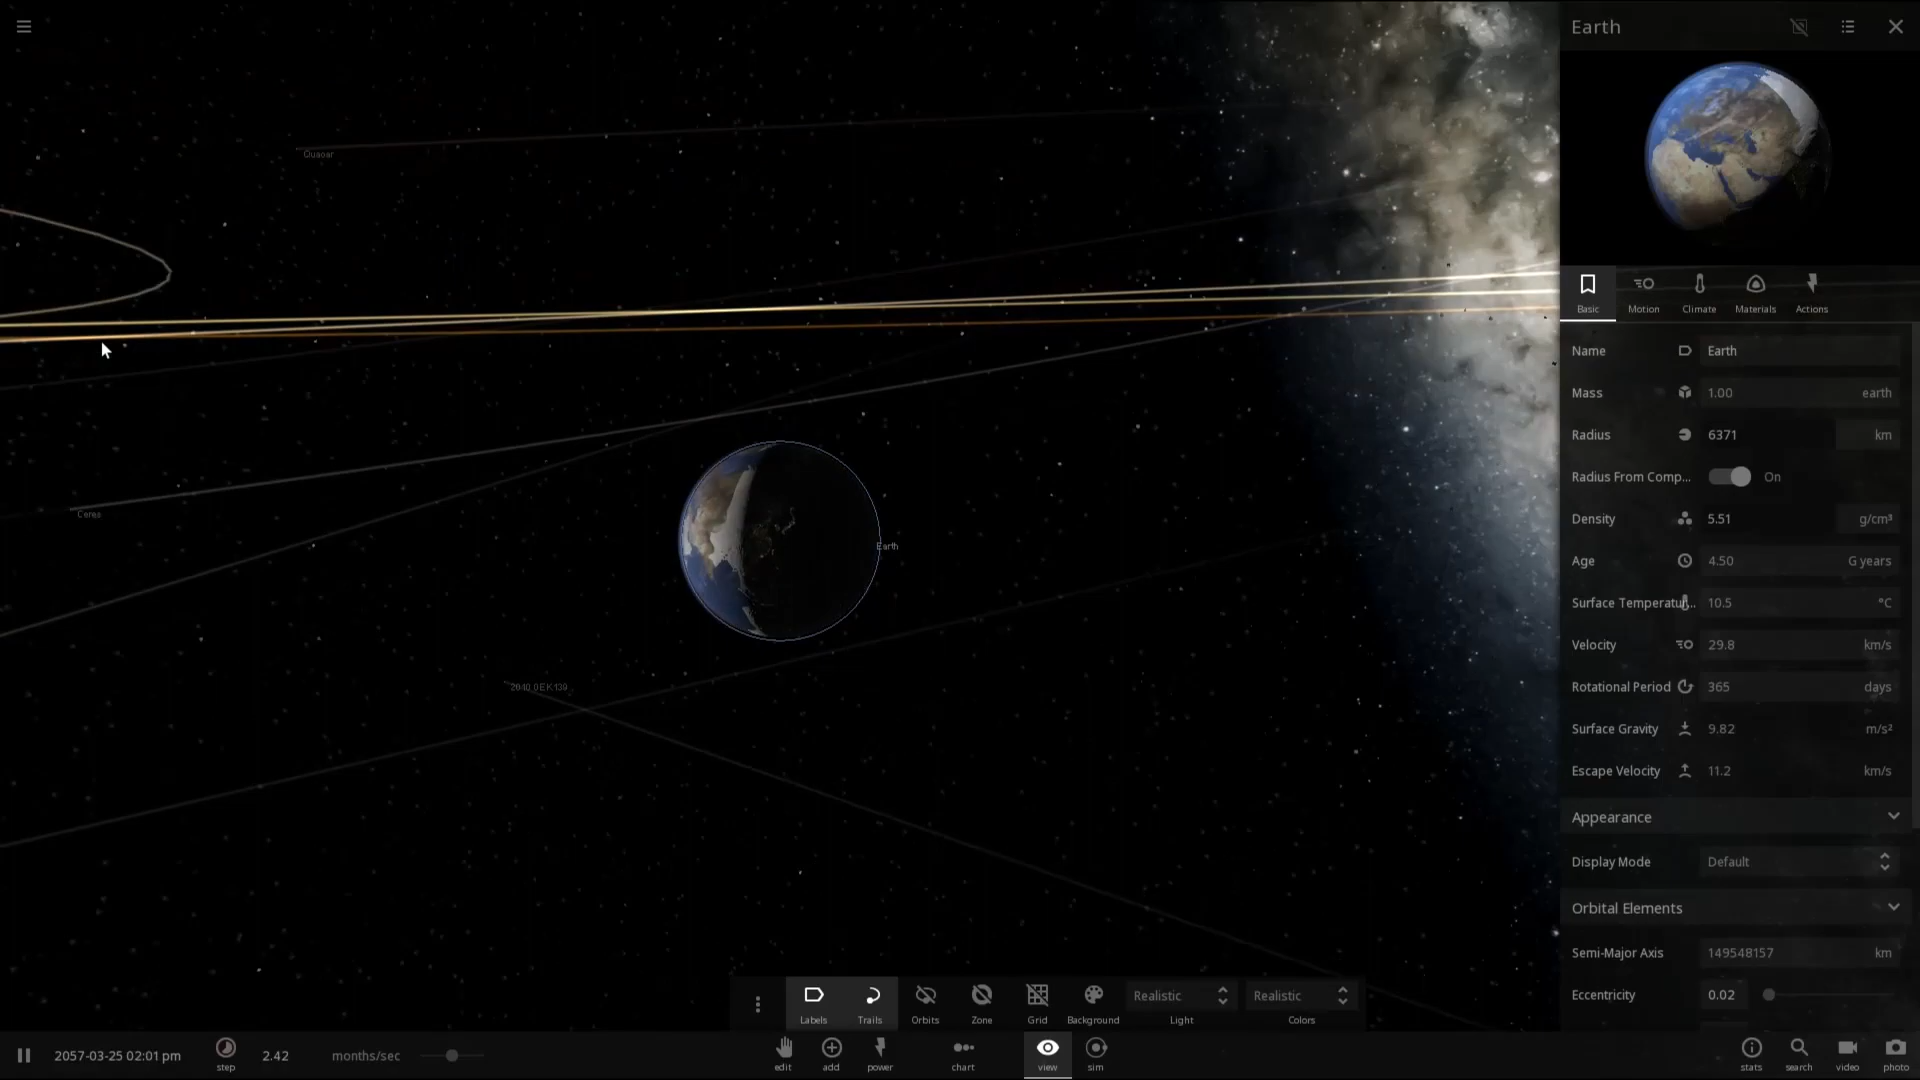 Earth
Quaoar
Ceres
Earth
Basic
Motion
Climate
Materials
Actions
Name Earth
Mass 1.00 earth
Radius 6371 km
Radius From Comp... On
Density 5.51 g/cm³
Age 4.50 G years
Surface Temperatur... 10.5 °C
Velocity 29.8 km/s
Rotational Period 365 days
Surface Gravity 9.82 m/s²
Escape Velocity 11.2 km/s
Appearance
Display Mode Default
Orbital Elements
Semi-Major Axis 149548157 km
Eccentricity 0.02
Labels
Trails
Orbits
Zone
Grid
Background
Realistic
Light
Realistic
Colors
2057-03-25 02:01 pm
step
2.42 months/sec
edit
add
power
chart
view
sim
stats
search
video
photo